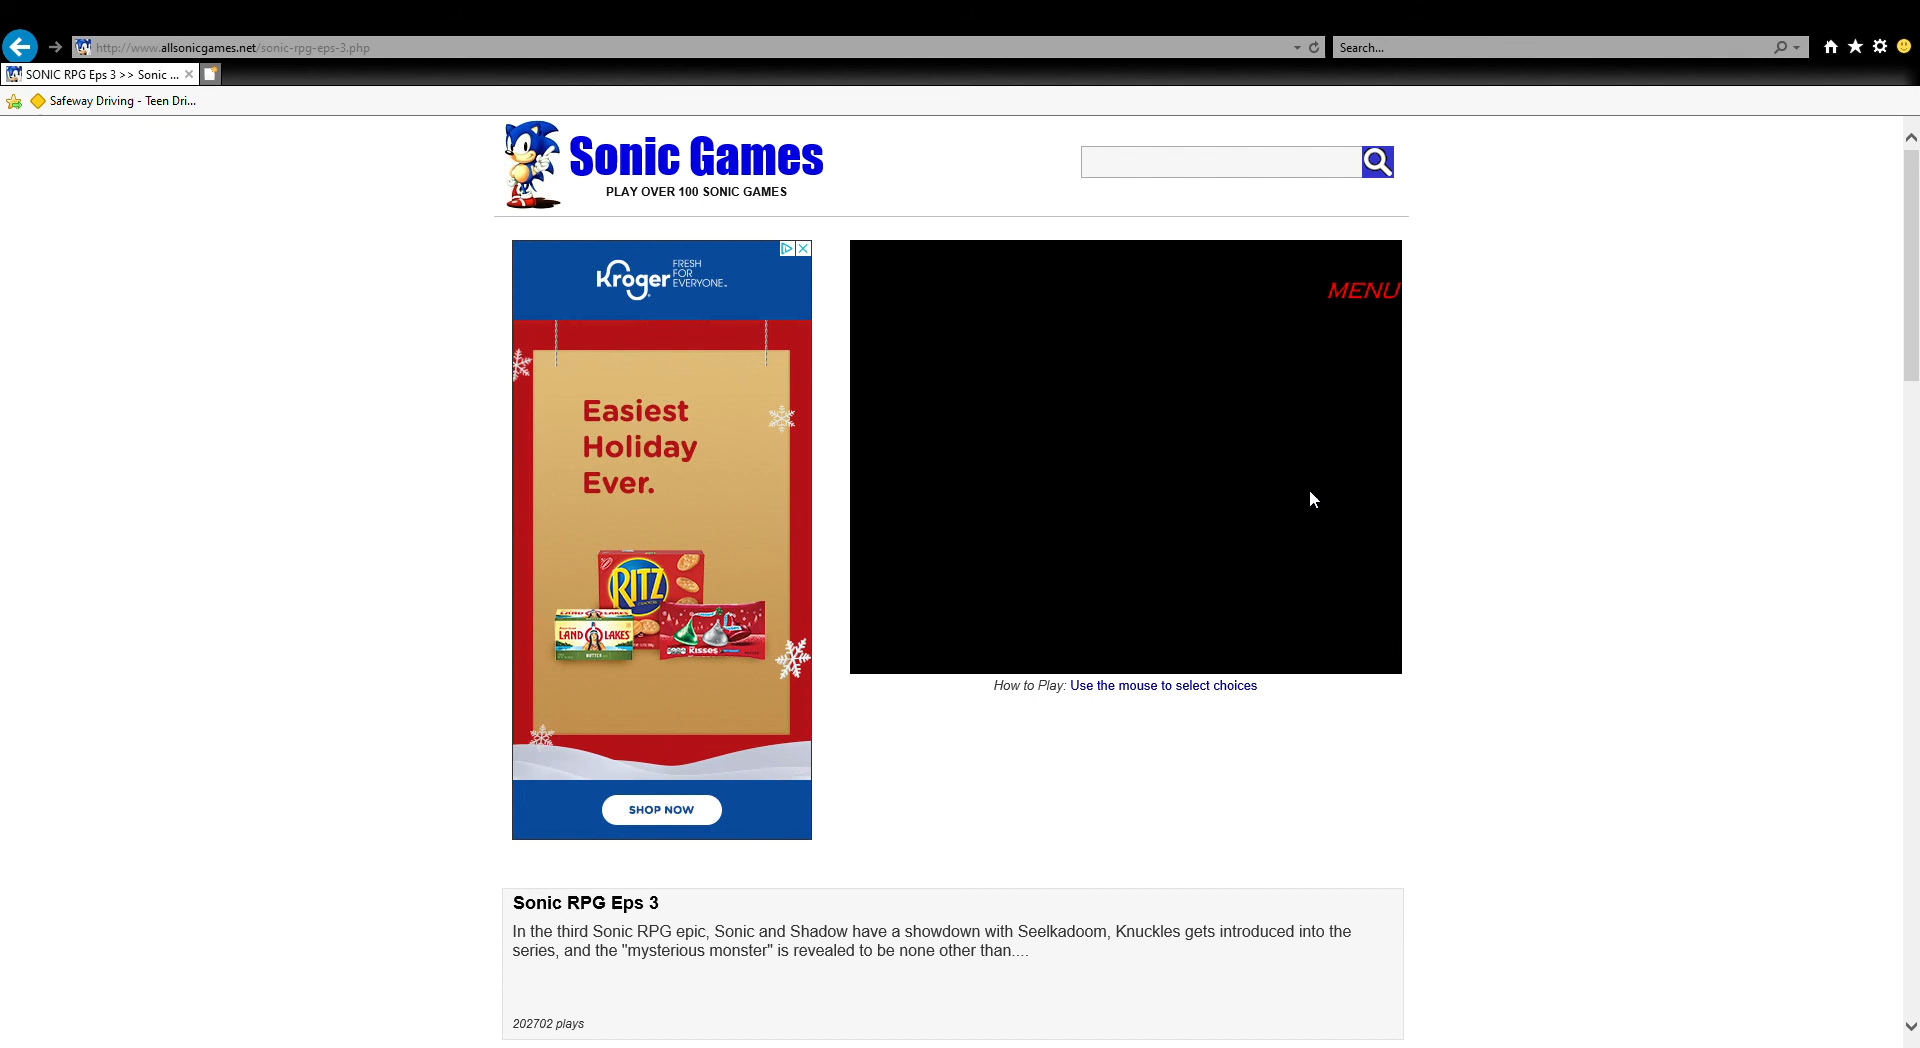 http://www.allsonicgames.net/sonic-rpg-eps-3.php
Search...
SONIC RPG Eps 3 >> Sonic ...
Safeway Driving - Teen Dri...
Sonic Games
PLAY OVER 100 SONIC GAMES
Kroger
FRESH
FOR
EVERYONE
MENU
Easiest
Holiday
Ever.
RITZ
LAND O LAKES
BUTTER
Kisses
How to Play: Use the mouse to select choices
SHOP NOW
Sonic RPG Eps 3
In the third Sonic RPG epic, Sonic and Shadow have a showdown with Seelkadoom, Knuckles gets introduced into the
series, and the "mysterious monster" is revealed to be none other than....
202702 plays